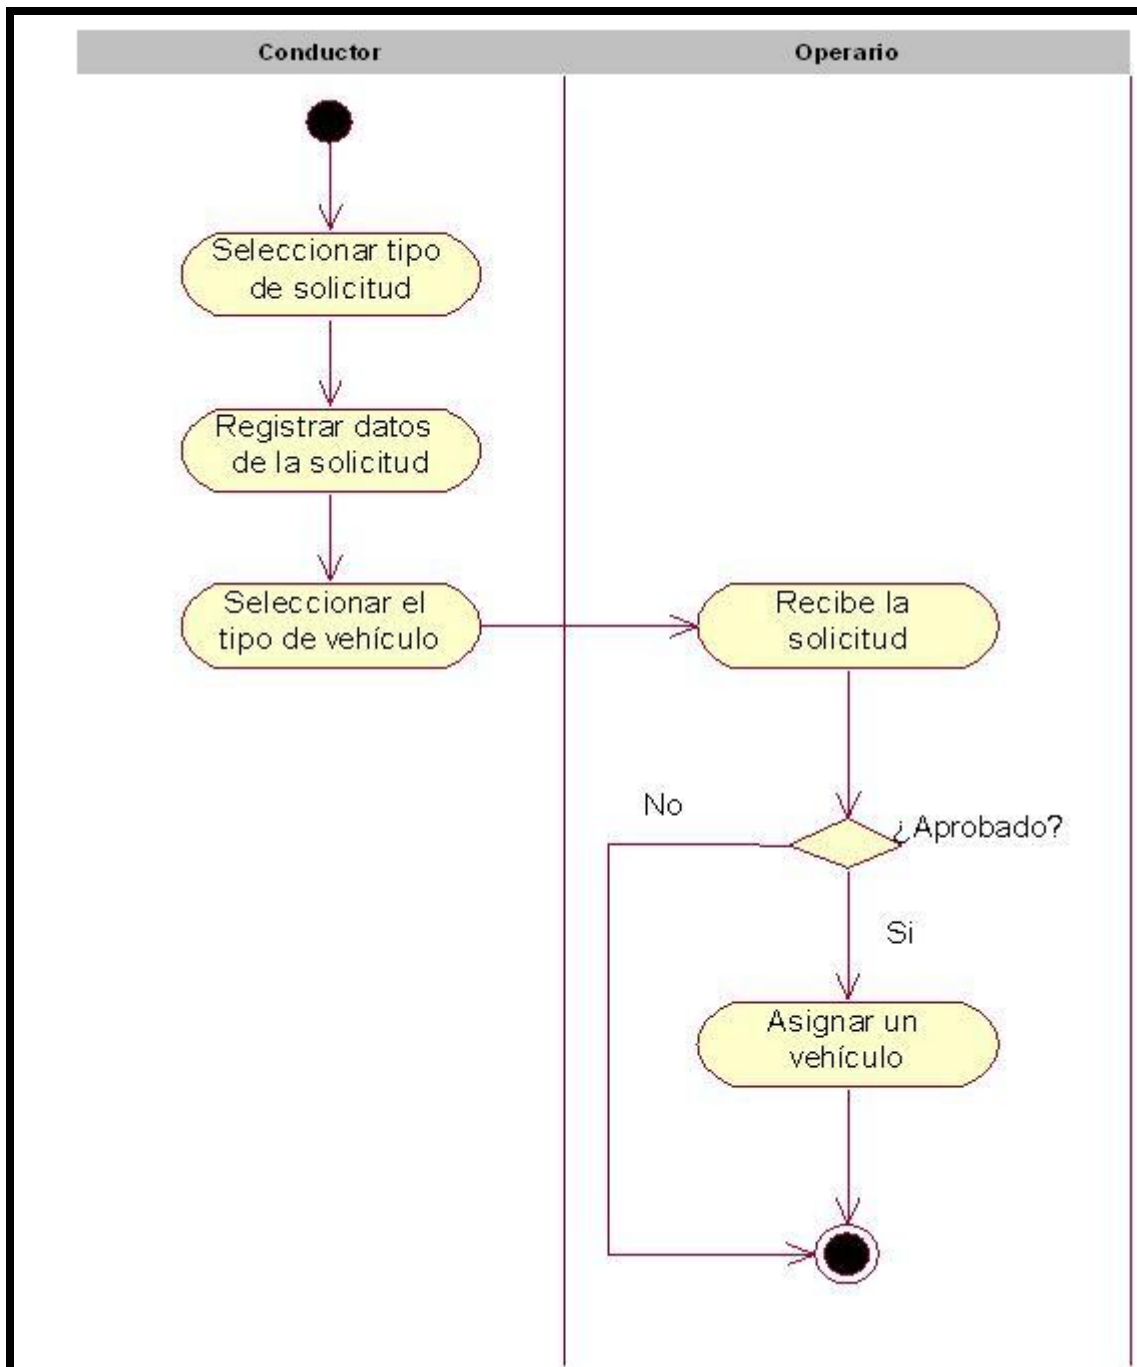 Conductor
Operario
Seleccionar tipo
de solicitud
Registrar datos
de la solicitud
Seleccionar el
tipo de vehículo
Recibe la
solicitud
No
¿Aprobado?
Si
Asignar un
vehículo